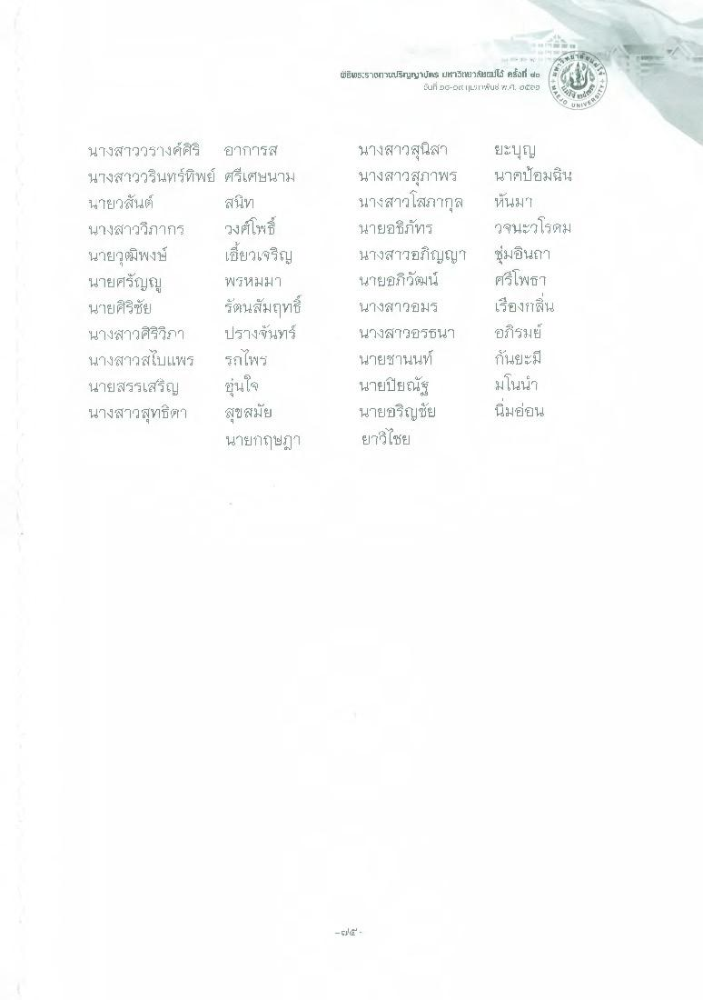 พิธีพระราชทานปริญญาบัตร มหาวิทยาลัยแม่โจ้ ครั้งที่ ๔๐
กุมภาพันธ์ พ.ศ. ๒๕๖๑
มหาวิทยาลัยแม่โจ้
MAEJO UNIVERSITY
นางสาววรางค์ศิริ อาการส
นางสาววรินทร์ทิพย์ ศรีเศษนาม
นายวสันต์ สนิท
นางสาววิภากร วงศ์โพธิ์
นายวุฒิพงษ์ เอี้ยวเจริญ
นายศรัญญู พรหมมา
นายศิริชัย รัตนสัมฤทธิ์
นางสาวศิริวิภา ปรางจันทร์
นางสาวสไบแพร รถไพร
นายสรรเสริญ อุ่นใจ
นางสาวสุทธิดา สุขสมัย
นางสาวสุนิสา ยะบุญ
นางสาวสุภาพร นาคป้อมฉิน
นางสาวโสภากุล หันมา
นายอธิภัทร วจนะวโรดม
นางสาวอภิญญา ชุ่มอินถา
นายอภิวัฒน์ ศรีโพธา
นางสาวอมร เรืองกลิ่น
นางสาวอรธนา อภิรมย์
นายชานนท์ กันยะมี
นายปิยณัฐ มโนนำ
นายอริญชัย นิ่มอ่อน
นายกฤษฎา ยาวิไชย
-๗๕-